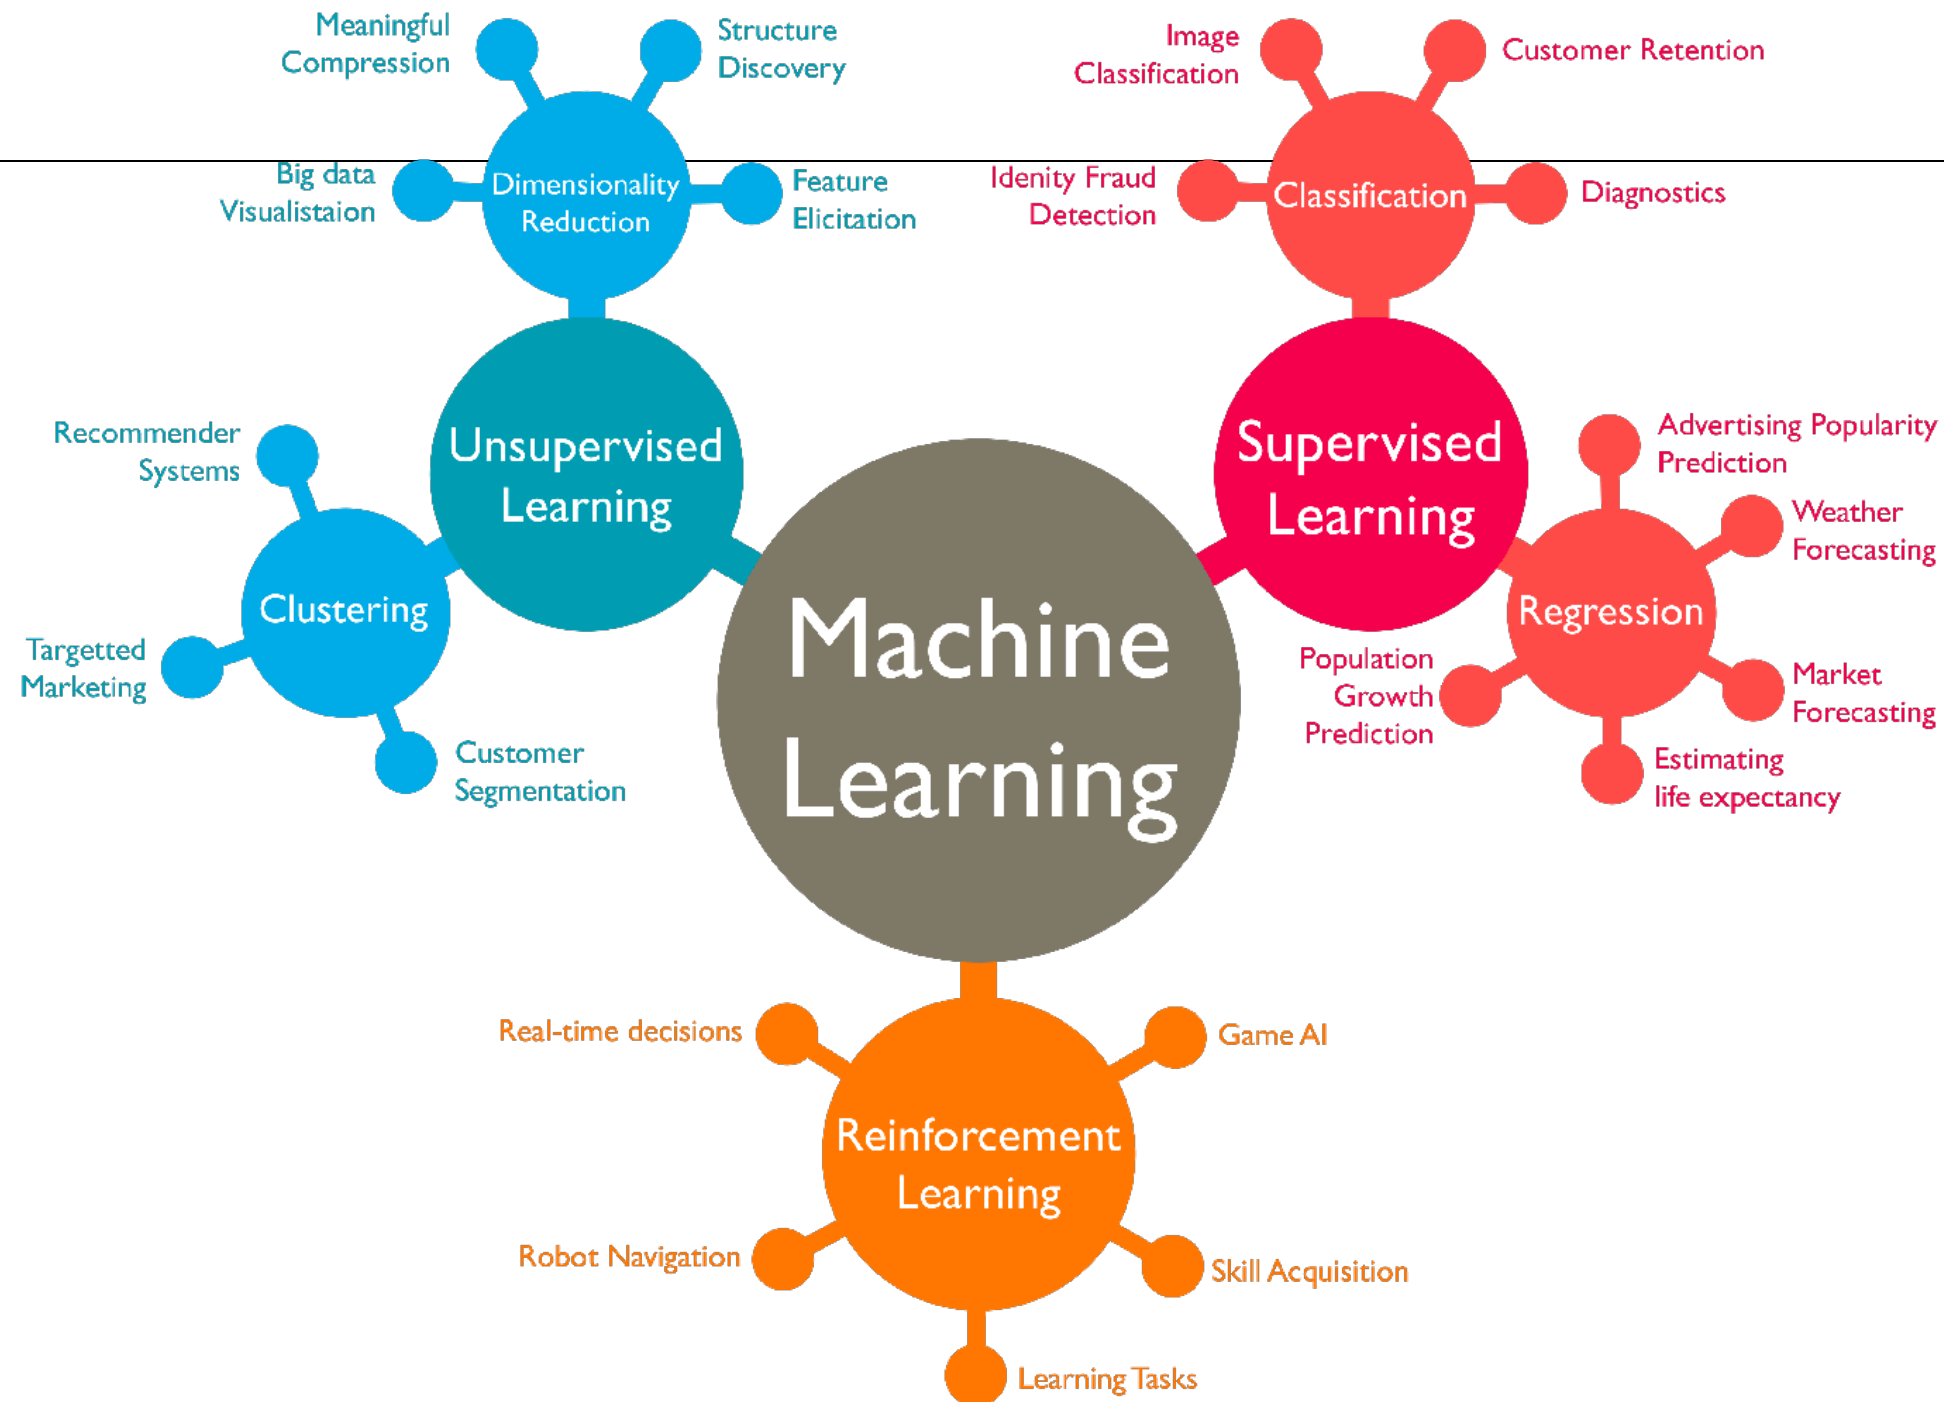 Meaningful
Compression
Structure
Discovery
Big data
Visualistaion
Dimensionality
Reduction
Feature
Elicitation
Image
Classification
Customer Retention
Idenity Fraud
Detection
Classification
Diagnostics
Unsupervised
Learning
Recommender
Systems
Clustering
Targetted
Marketing
Customer
Segmentation
Supervised
Learning
Advertising Popularity
Prediction
Weather
Forecasting
Regression
Population
Growth
Prediction
Market
Forecasting
Estimating
life expectancy
Machine
Learning
Real-time decisions
Game AI
Reinforcement
Learning
Robot Navigation
Skill Acquisition
Learning Tasks